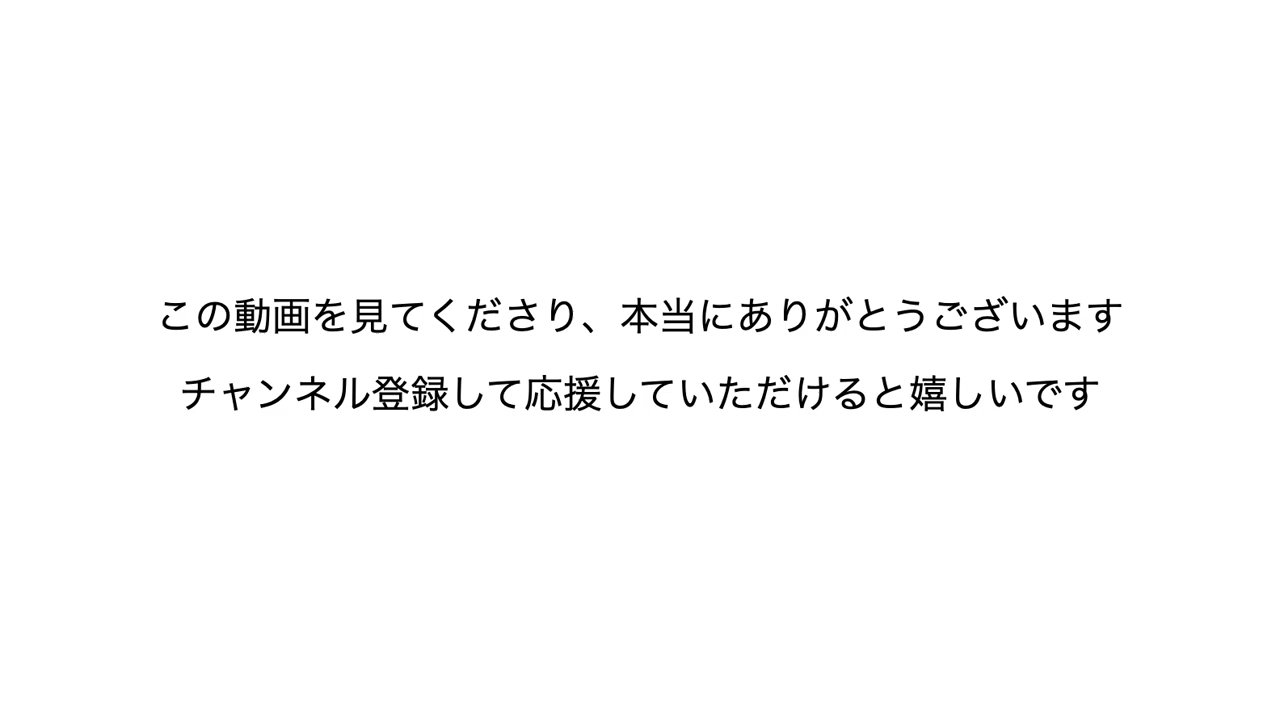 この動画を見てくださり、本当にありがとうございます
チャンネル登録して応援していただけると嬉しいです